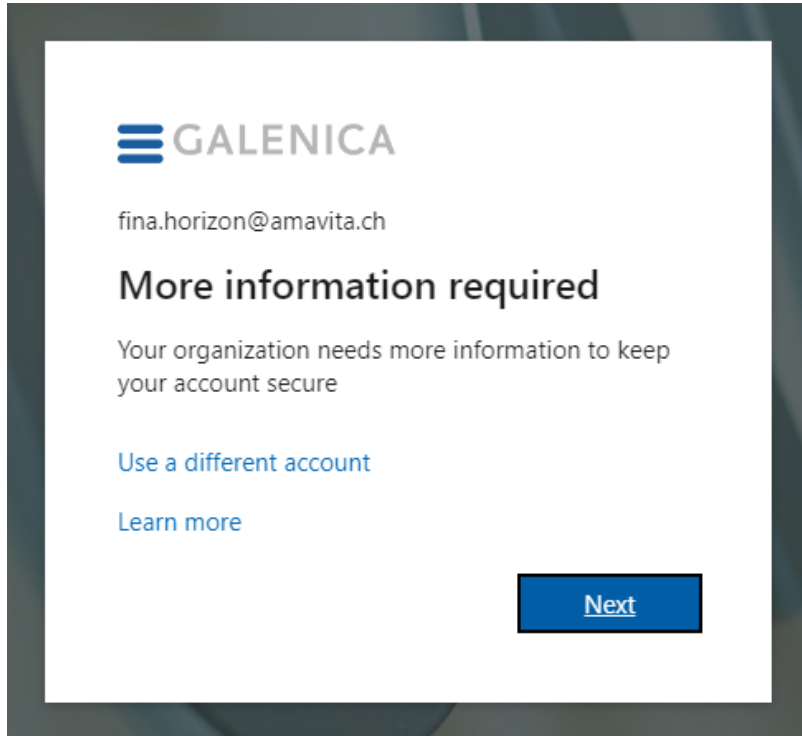 GALENICA
fina.horizon@amavita.ch
More information required
Your organization needs more information to keep
your account secure
Use a different account
Learn more
Next